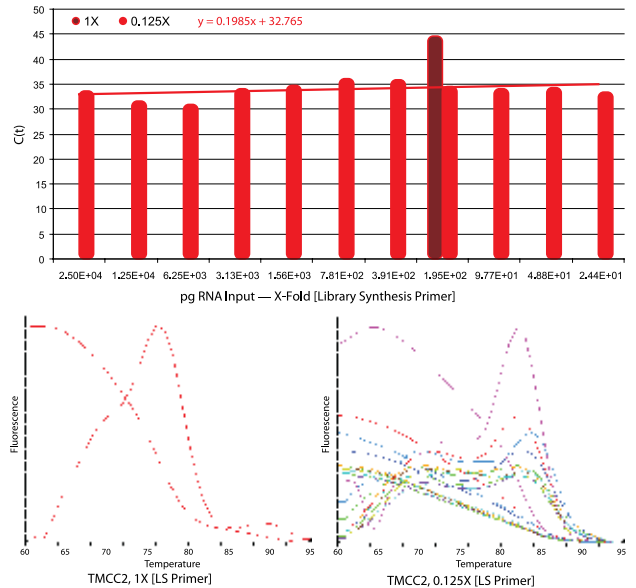 1X 0.125X y = 0.1985x + 32.765
50
45
40
35
30
25
20
15
10
5
0
C(t)
2.50E+04 1.25E+04 6.25E+03 3.13E+03 1.56E+03 7.81E+02 3.91E+02 1.95E+02 9.77E+01 4.88E+01 2.44E+01
pg RNA Input — X-Fold [Library Synthesis Primer]
Fluorescence
60 65 70 75 80 85 90 95
Temperature
TMCC2, 1X [LS Primer]
Fluorescence
60 65 70 75 80 85 90 95
Temperature
TMCC2, 0.125X [LS Primer]